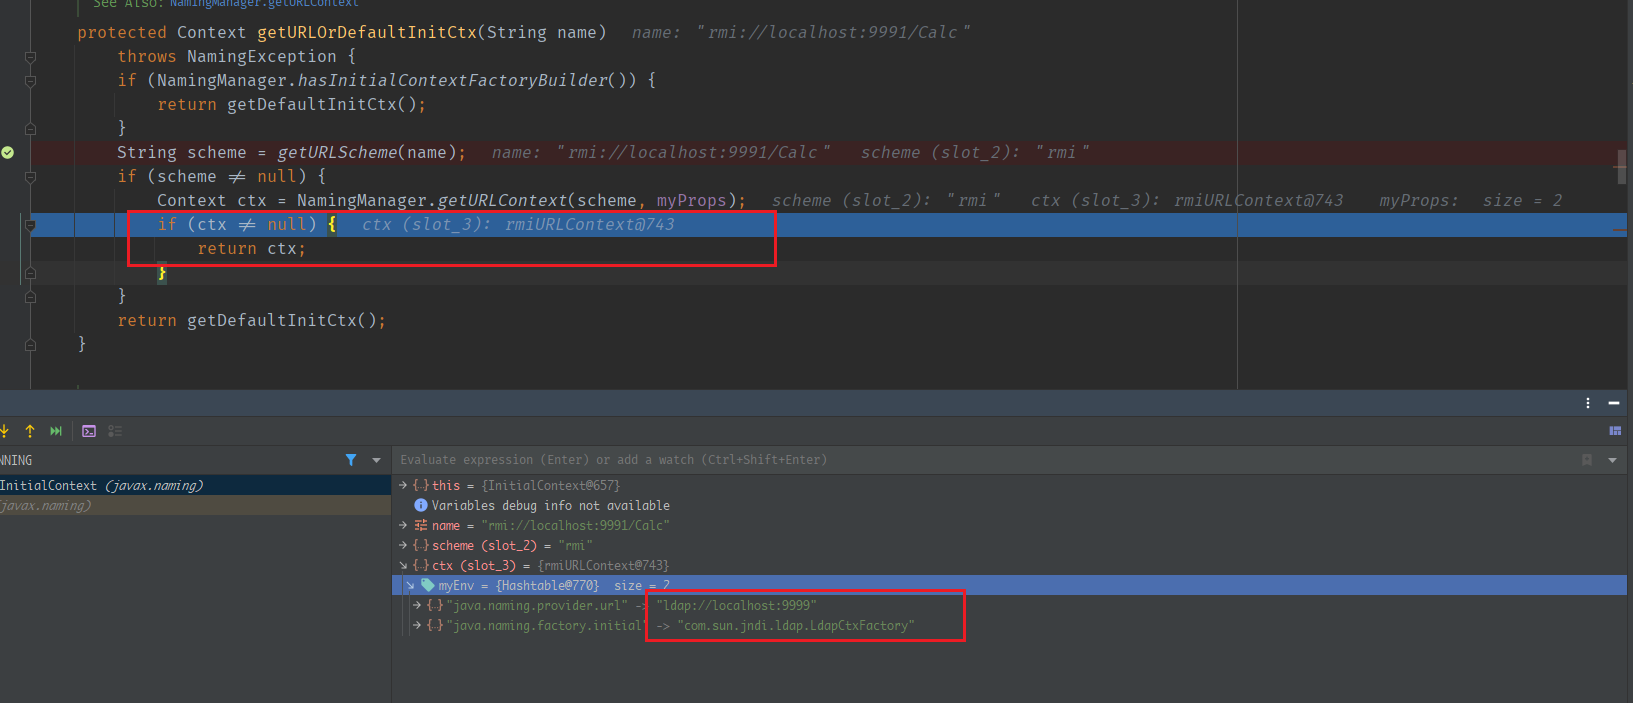 See Also: NamingManager.getURLContext
protected Context getURLOrDefaultInitCtx(String name)  name: "rmi://localhost:9991/Calc"
throws NamingException {
if (NamingManager.hasInitialContextFactoryBuilder()) {
return getDefaultInitCtx();
}
String scheme = getURLScheme(name);  name: "rmi://localhost:9991/Calc"  scheme (slot_2): "rmi"
if (scheme ≠ null) {
Context ctx = NamingManager.getURLContext(scheme, myProps);  scheme (slot_2): "rmi"  ctx (slot_3): rmiURLContext@743  myProps:  size = 2
if (ctx ≠ null) {  ctx (slot_3): rmiURLContext@743
return ctx;
}
}
return getDefaultInitCtx();
}
NNING
Evaluate expression (Enter) or add a watch (Ctrl+Shift+Enter)
InitialContext (javax.naming)
(javax.naming)
this = {InitialContext@657}
Variables debug info not available
name = "rmi://localhost:9991/Calc"
scheme (slot_2) = "rmi"
ctx (slot_3) = {rmiURLContext@743}
myEnv = {Hashtable@770}  size = 2
"java.naming.provider.url" -> "ldap://localhost:9999"
"java.naming.factory.initial" -> "com.sun.jndi.ldap.LdapCtxFactory"